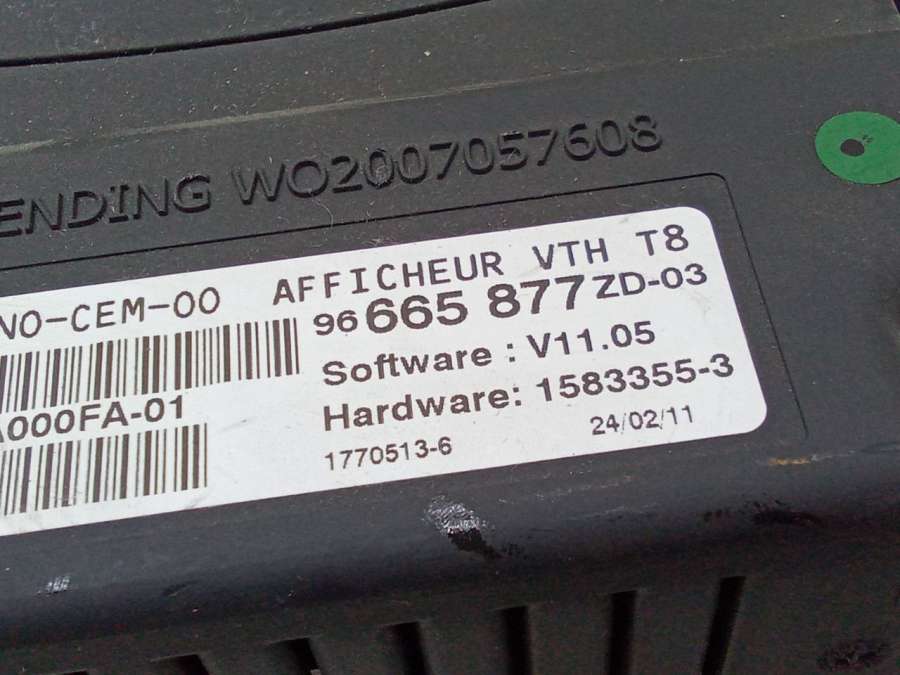 ENDING WO2007057608
NO-CEM-00
AFFICHEUR VTH T8
96 665 877 ZD-03
Software : V11.05
000FA-01
Hardware: 1583355-3
1770513-6
24/02/11